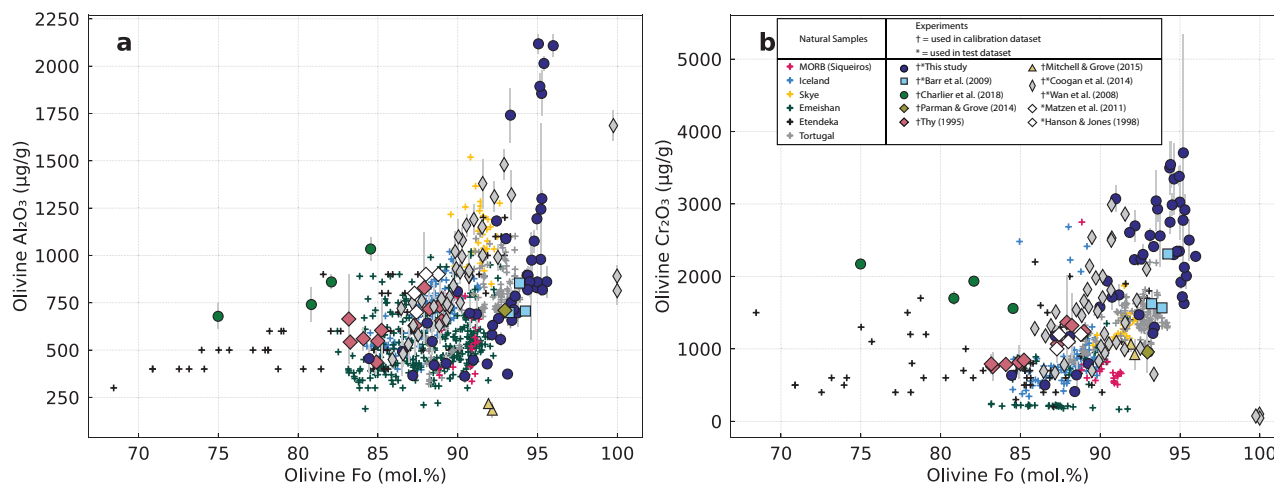 a
2250
2000
1750
1500
1250
1000
750
500
250
Olivine Al₂O₃ (µg/g)
70 75 80 85 90 95 100
Olivine Fo (mol.%)
b
5000
4000
3000
2000
1000
0
Olivine Cr₂O₃ (µg/g)
70 75 80 85 90 95 100
Olivine Fo (mol.%)
Natural Samples
Experiments
† = used in calibration dataset
* = used in test dataset
MORB (Siqueiros)
Iceland
Skye
Emeishan
Etendeka
Tortugal
†*This study
†*Barr et al. (2009)
†Charlier et al. (2018)
†Parman & Grove (2014)
†Thy (1995)
†Mitchell & Grove (2015)
†*Coogan et al. (2014)
†*Wan et al. (2008)
*Matzen et al. (2011)
*Hanson & Jones (1998)